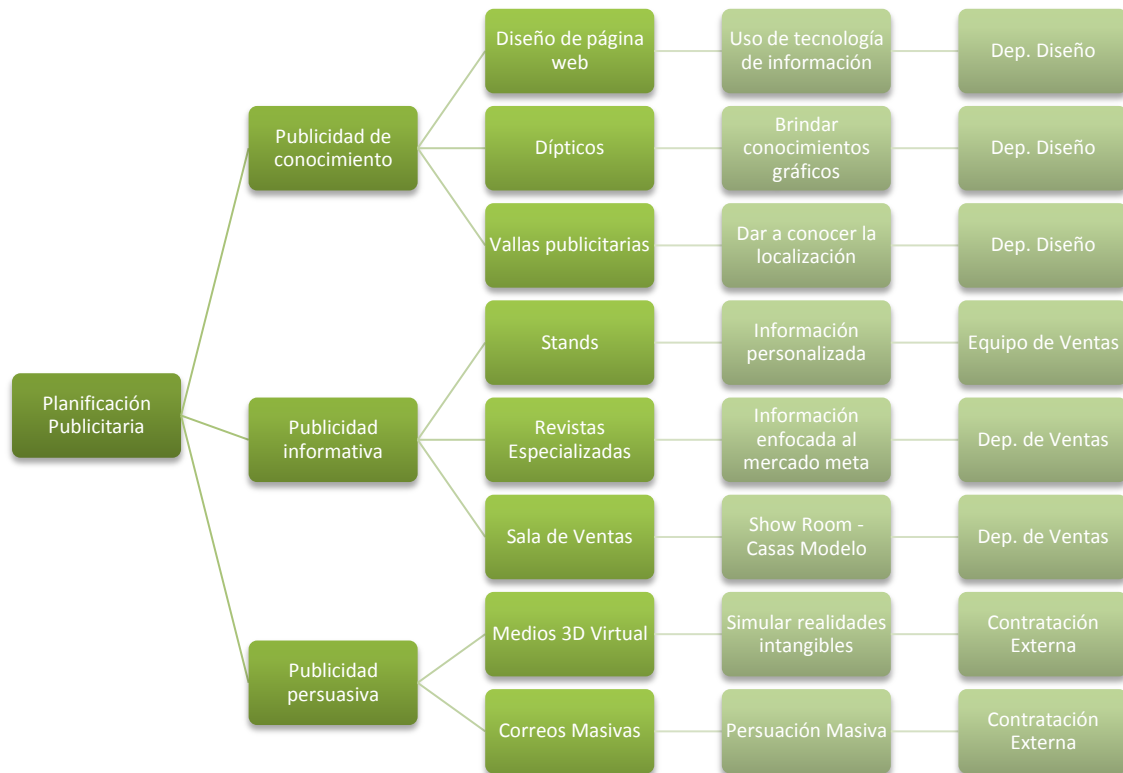 Diseño de página
web
Uso de tecnología
de información
Dep. Diseño
Publicidad de
conocimiento
Dípticos
Brindar
conocimientos
gráficos
Dep. Diseño
Vallas publicitarias
Dar a conocer la
localización
Dep. Diseño
Planificación
Publicitaria
Publicidad
informativa
Stands
Información
personalizada
Equipo de Ventas
Revistas
Especializadas
Información
enfocada al
mercado meta
Dep. de Ventas
Sala de Ventas
Show Room -
Casas Modelo
Dep. de Ventas
Publicidad
persuasiva
Medios 3D Virtual
Simular realidades
intangibles
Contratación
Externa
Correos Masivas
Persuación Masiva
Contratación
Externa